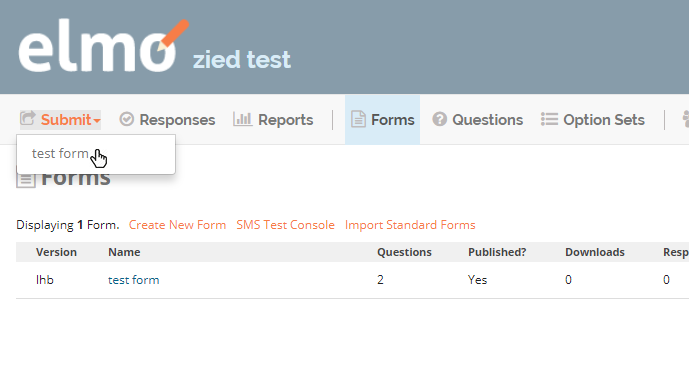 elmo zied test
Submit Responses Reports Forms Questions Option Sets
test form
Forms
Displaying 1 Form. Create New Form SMS Test Console Import Standard Forms
Version Name Questions Published? Downloads Resp
lhb test form 2 Yes 0 0